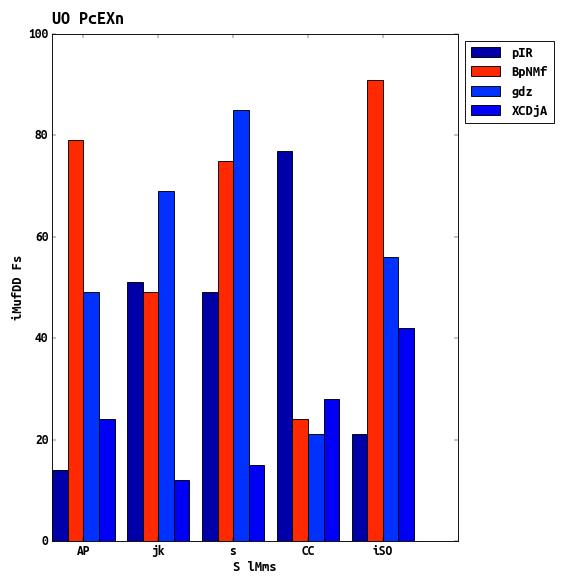 UO PcEXn
100
80
60
40
20
0
iMufDD Fs
AP jk s CC iSO
S lMms
pIR
BpNMf
gdz
XCDjA